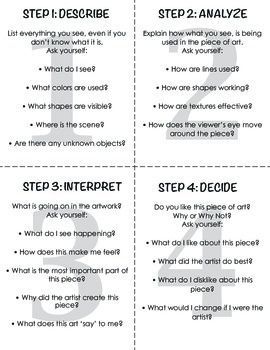 STEP 1: DESCRIBE
List everything you see, even if you
don't know what it is.
Ask yourself:
• What do I see?
• What colors are used?
• What shapes are visible?
• Where is the scene?
• Are there any unknown objects?
1
STEP 2: ANALYZE
Explain how what you see, is being
used in the piece of art.
Ask yourself:
• How are lines used?
• How are shapes working?
• How are textures effective?
• How does the viewer's eye move
around the piece?
2
STEP 3: INTERPRET
What is going on in the artwork?
Ask yourself:
• What do I see happening?
• How does this make me feel?
• What is the most important part of
this piece?
• Why did the artist create this
piece?
• What does this art 'say' to me?
3
STEP 4: DECIDE
Do you like this piece of art?
Why or Why Not?
Ask yourself:
• What do I like about this piece?
• What did the artist do best?
• What do I dislike about this
piece?
• What would I change if I were the
artist?
4